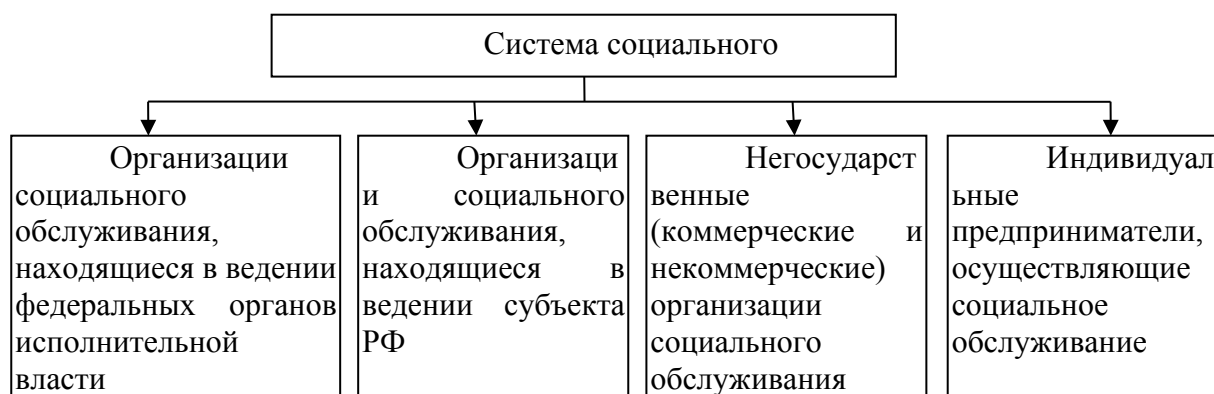 Система социального
Организации
социального
обслуживания,
находящиеся в ведении
федеральных органов
исполнительной
власти
Организаци
и социального
обслуживания,
находящиеся в
ведении субъекта
РФ
Негосударст
венные
(коммерческие и
некоммерческие)
организации
социального
обслуживания
Индивидуал
ьные
предприниматели,
осуществляющие
социальное
обслуживание